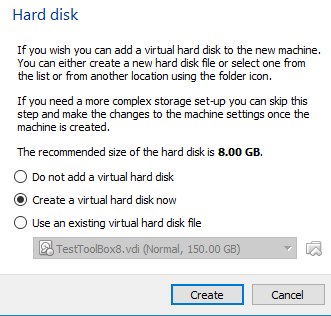 Hard disk
If you wish you can add a virtual hard disk to the new machine.
You can either create a new hard disk file or select one from
the list or from another location using the folder icon.
If you need a more complex storage set-up you can skip this
step and make the changes to the machine settings once the
machine is created.
The recommended size of the hard disk is 8.00 GB.
Do not add a virtual hard disk
Create a virtual hard disk now
Use an existing virtual hard disk file
TestToolBox8.vdi (Normal, 150.00 GB)
Create Cancel